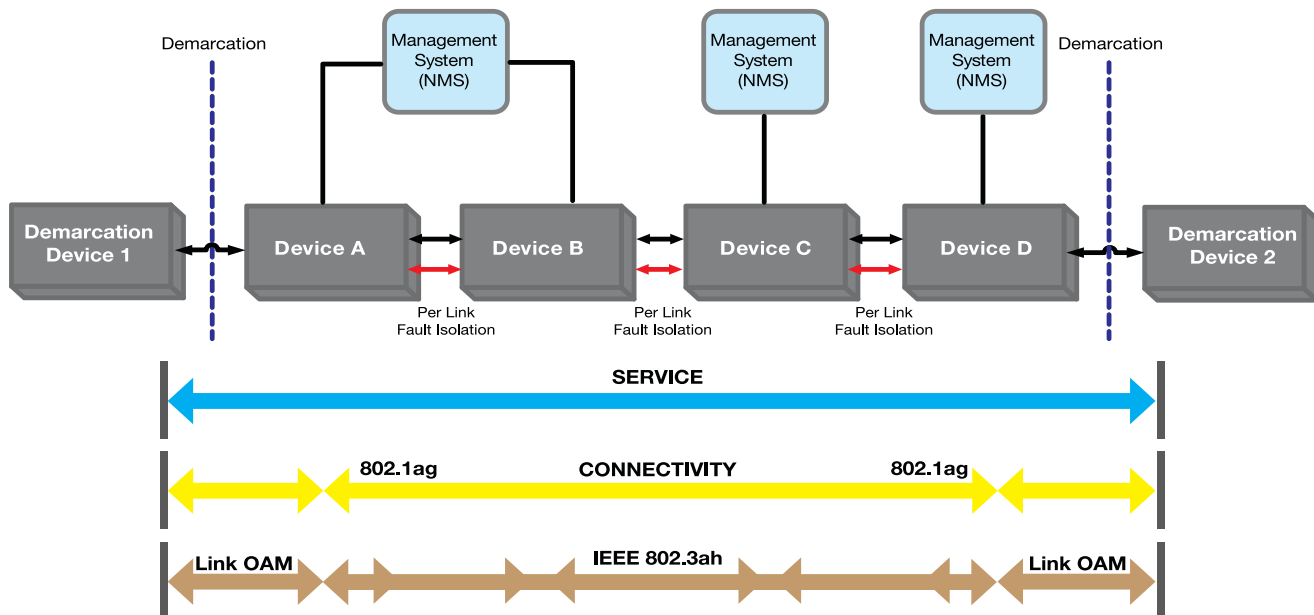 Demarcation
Management
System
(NMS)
Management
System
(NMS)
Management
System
(NMS)
Demarcation
Demarcation
Device 1
Device A
Device B
Device C
Device D
Demarcation
Device 2
Per Link
Fault Isolation
Per Link
Fault Isolation
Per Link
Fault Isolation
SERVICE
802.1ag
CONNECTIVITY
802.1ag
Link OAM
IEEE 802.3ah
Link OAM